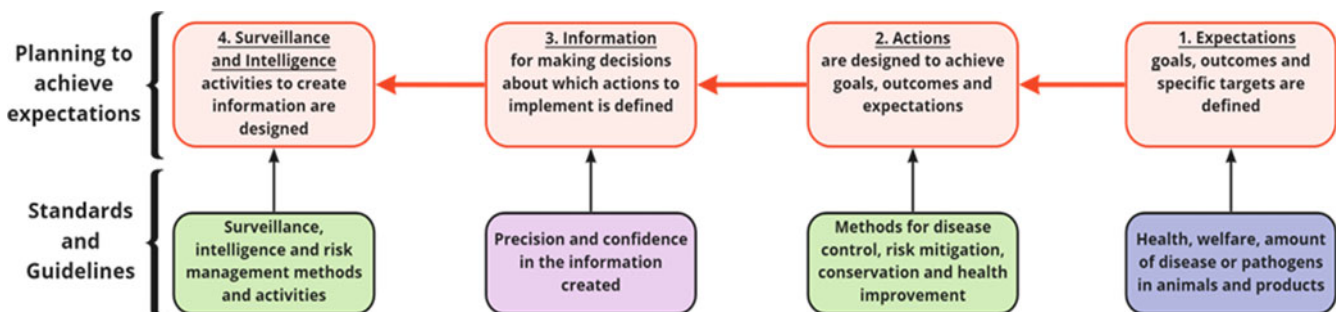 Planning to
achieve
expectations
4. Surveillance
and Intelligence
activities to create
information are
designed
3. Information
for making decisions
about which actions to
implement is defined
2. Actions
are designed to achieve
goals, outcomes and
expectations
1. Expectations
goals, outcomes and
specific targets are
defined
Standards
and
Guidelines
Surveillance,
intelligence and risk
management methods
and activities
Precision and confidence
in the information
created
Methods for disease
control, risk mitigation,
conservation and health
improvement
Health, welfare, amount
of disease or pathogens
in animals and products